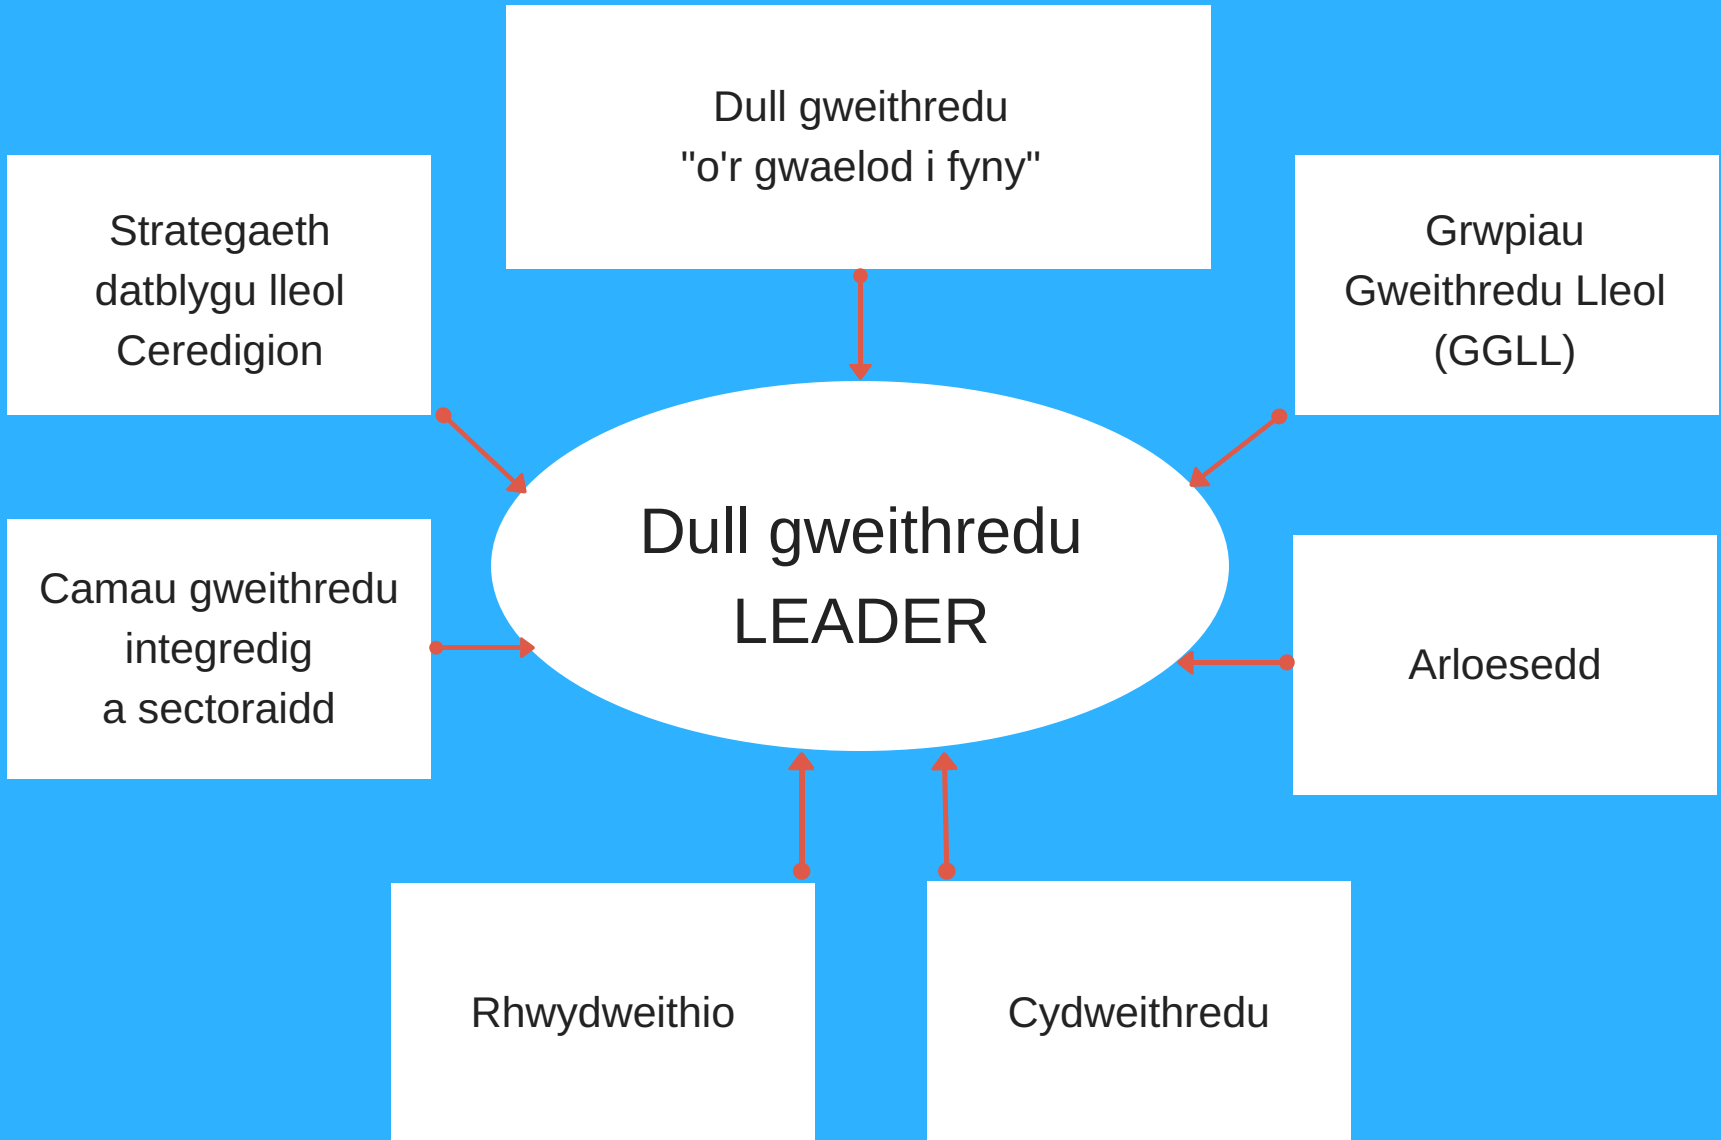 Dull gweithredu
"o'r gwaelod i fyny"
Strategaeth
datblygu lleol
Ceredigion
Grwpiau
Gweithredu Lleol
(GGLL)
Dull gweithredu
LEADER
Camau gweithredu
integredig
a sectoraidd
Arloesedd
Rhwydweithio
Cydweithredu